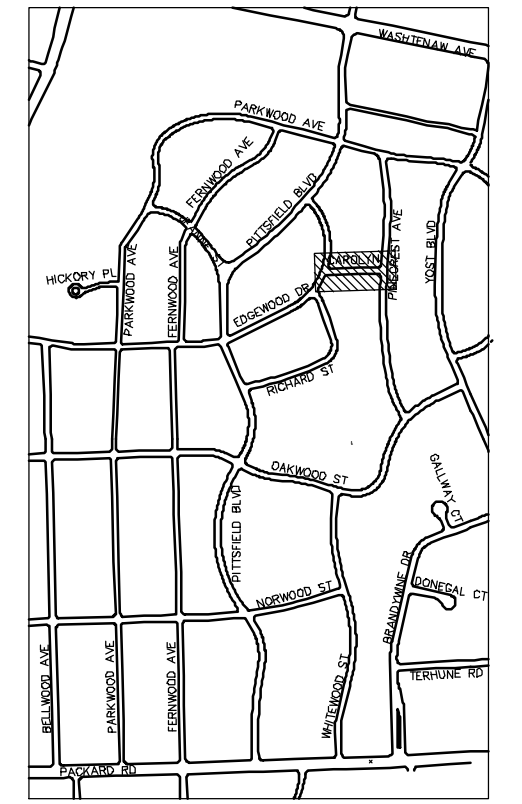 WASHTENAW AVE
PARKWOOD AVE
FERNWOOD AVE
PITTSFIELD BLVD
PINECREST AVE
YOST BLVD
CAROLYN
HICKORY PL
PARKWOOD AVE
FERNWOOD AVE
EDGEWOOD DR
RICHARD ST
OAKWOOD ST
GALLWAY CT
PITTSFIELD BLVD
BRANDYWINE DR
DONEGAL CT
NORWOOD ST
BELLWOOD AVE
PARKWOOD AVE
FERNWOOD AVE
WHITEWOOD ST
TERHUNE RD
PACKARD RD